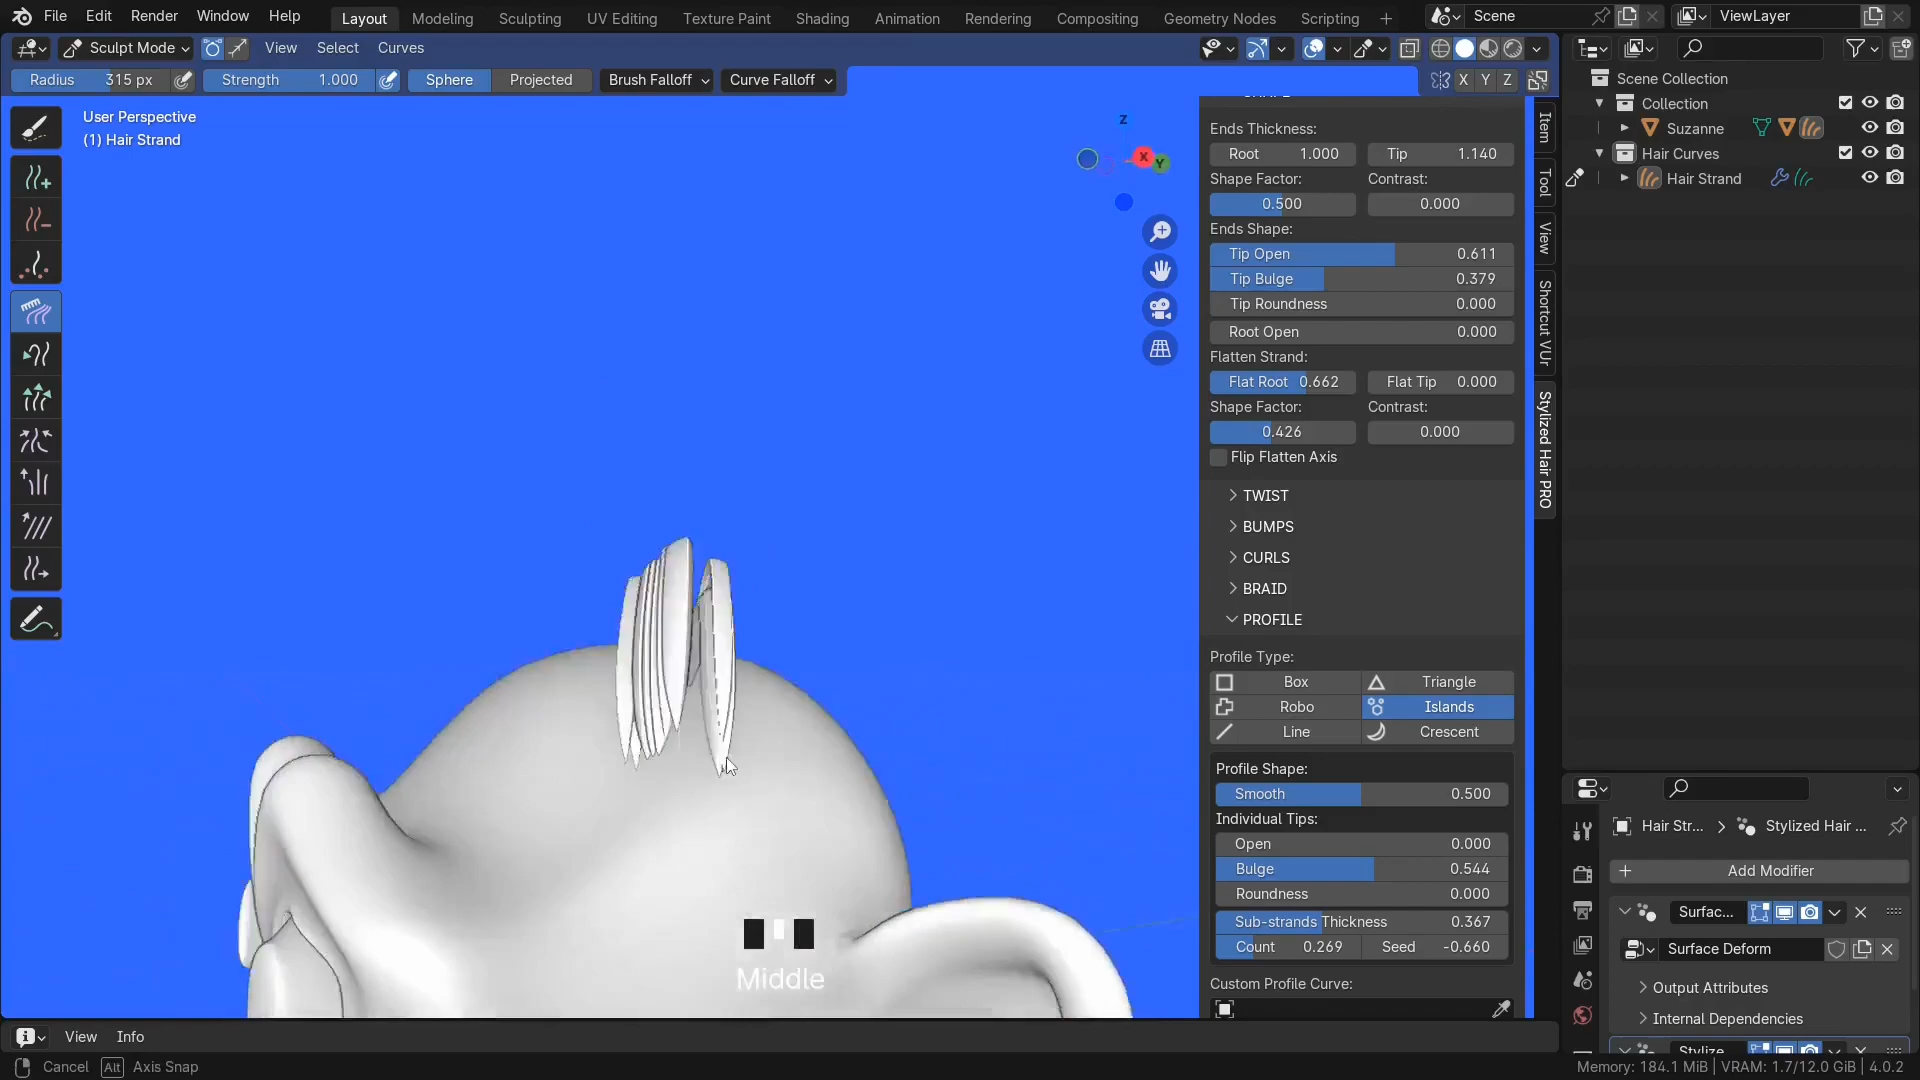 File Edit Render Window Help Layout Modeling Sculpting UV Editing Texture Paint Shading Animation Rendering Compositing Geometry Nodes Scripting Scene ViewLayer
Sculpt Mode View Select Curves
Radius 315 px Strength 1.000 Sphere Projected Brush Falloff Curve Falloff X Y Z
User Perspective
(1) Hair Strand
Z
X
Y
Ends Thickness:
Root 1.000 Tip 1.140
Shape Factor: Contrast:
0.500 0.000
Ends Shape:
Tip Open 0.611
Tip Bulge 0.379
Tip Roundness 0.000
Root Open 0.000
Flatten Strand:
Flat Root 0.662 Flat Tip 0.000
Shape Factor: Contrast:
0.426 0.000
Flip Flatten Axis
TWIST
BUMPS
CURLS
BRAID
PROFILE
Profile Type:
Box Triangle
Robo Islands
Line Crescent
Profile Shape:
Smooth 0.500
Individual Tips:
Open 0.000
Bulge 0.544
Roundness 0.000
Sub-strands Thickness 0.367
Count 0.269 Seed -0.660
Custom Profile Curve:
Item
Tool
View
Shortcut VUr
Stylized Hair PRO
Scene Collection
Collection
Suzanne
Hair Curves
Hair Strand
Hair Str... Stylized Hair ...
Add Modifier
Surfac...
Surface Deform
Output Attributes
Internal Dependencies
Stylize
Middle
View Info
Cancel Alt Axis Snap
Memory: 184.1 MiB | VRAM: 1.7/12.0 GiB | 4.0.2